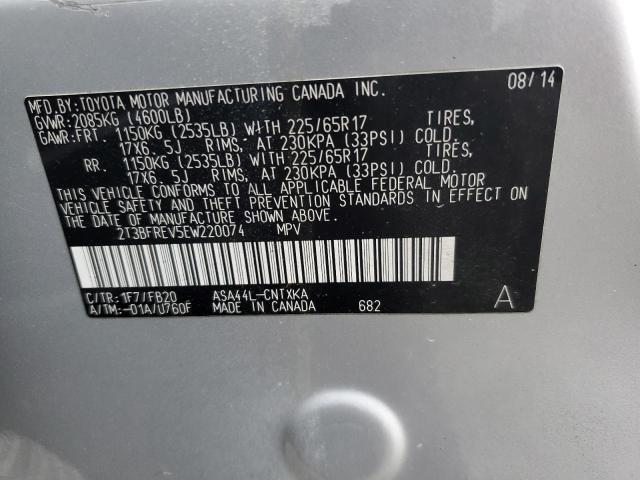 MFD.BY:TOYOTA MOTOR MANUFACTURING CANADA INC. 08/14
GVWR:2085KG (4600LB)
GAWR:FRT. 1150KG (2535LB) WITH 225/65R17 TIRES,
17X6.5J RIMS, AT 230KPA (33PSI) COLD.
RR. 1150KG (2535LB) WITH 225/65R17 TIRES,
17X6.5J RIMS, AT 230KPA (33PSI) COLD.
THIS VEHICLE CONFORMS TO ALL APPLICABLE FEDERAL MOTOR
VEHICLE SAFETY AND THEFT PREVENTION STANDARDS IN EFFECT ON
THE DATE OF MANUFACTURE SHOWN ABOVE.
2T3BFREV5EW220074 MPV
C/TR:1F7/FB20 ASA44L-CNTXKA A
A/TM:-01A/U760F MADE IN CANADA 682